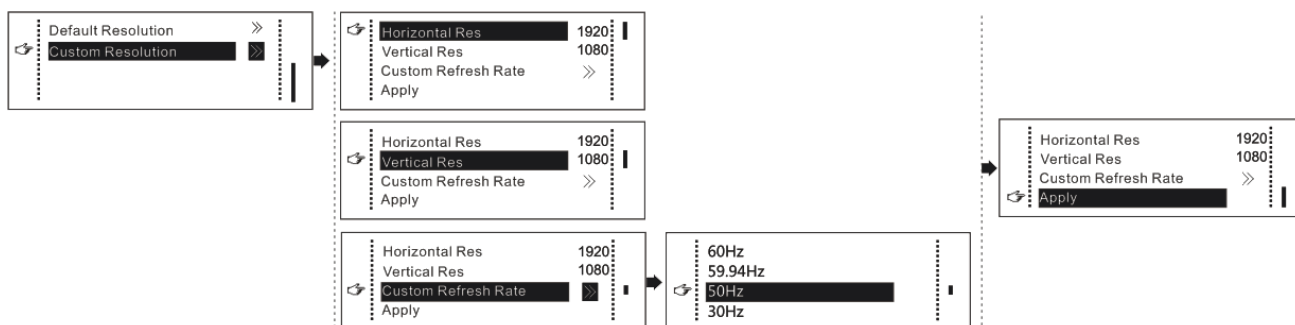 Default Resolution »
Custom Resolution »
Horizontal Res 1920
Vertical Res 1080
Custom Refresh Rate »
Apply
Horizontal Res 1920
Vertical Res 1080
Custom Refresh Rate »
Apply
Horizontal Res 1920
Vertical Res 1080
Custom Refresh Rate »
Apply
60Hz
59.94Hz
50Hz
30Hz
Horizontal Res 1920
Vertical Res 1080
Custom Refresh Rate »
Apply